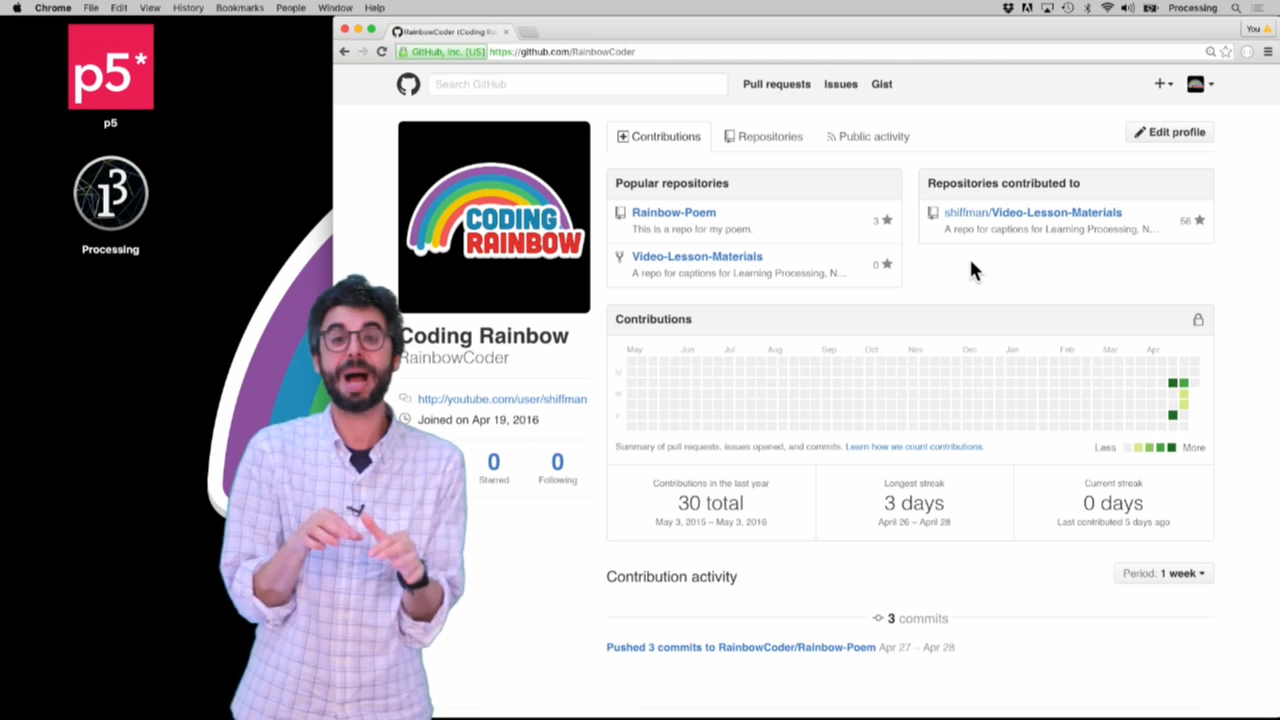 Chrome File Edit View History Bookmarks People Window Help Processing
p5*
p5
Processing
RainbowCoder (Coding Rai
You
GitHub, Inc. [US] https://github.com/RainbowCoder
Search GitHub
Pull requests Issues Gist
Contributions Repositories Public activity
Edit profile
CODING
RAINBOW
Coding Rainbow
RainbowCoder
http://youtube.com/user/shiffman
Joined on Apr 19, 2016
0 0
Starred Following
Popular repositories
Rainbow-Poem 3
This is a repo for my poem.
Video-Lesson-Materials 0
A repo for captions for Learning Processing, N...
Repositories contributed to
shiffman/Video-Lesson-Materials 56
A repo for captions for Learning Processing, N...
Contributions
May Jun Jul Aug Sep Oct Nov Dec Jan Feb Mar Apr
M
W
F
Summary of pull requests, issues opened, and commits. Learn how we count contributions.
Less More
Contributions in the last year
30 total
May 3, 2015 – May 3, 2016
Longest streak
3 days
April 26 – April 28
Current streak
0 days
Last contributed 5 days ago
Contribution activity
Period: 1 week
3 commits
Pushed 3 commits to RainbowCoder/Rainbow-Poem Apr 27 – Apr 28